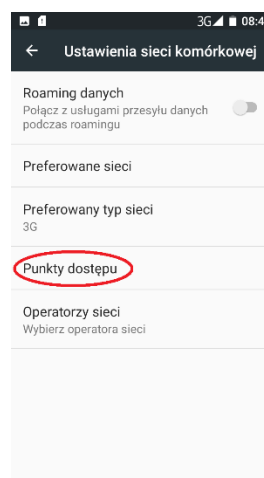 3G 08:4
Ustawienia sieci komórkowej
Roaming danych
Połącz z usługami przesyłu danych
podczas roamingu
Preferowane sieci
Preferowany typ sieci
3G
Punkty dostępu
Operatorzy sieci
Wybierz operatora sieci